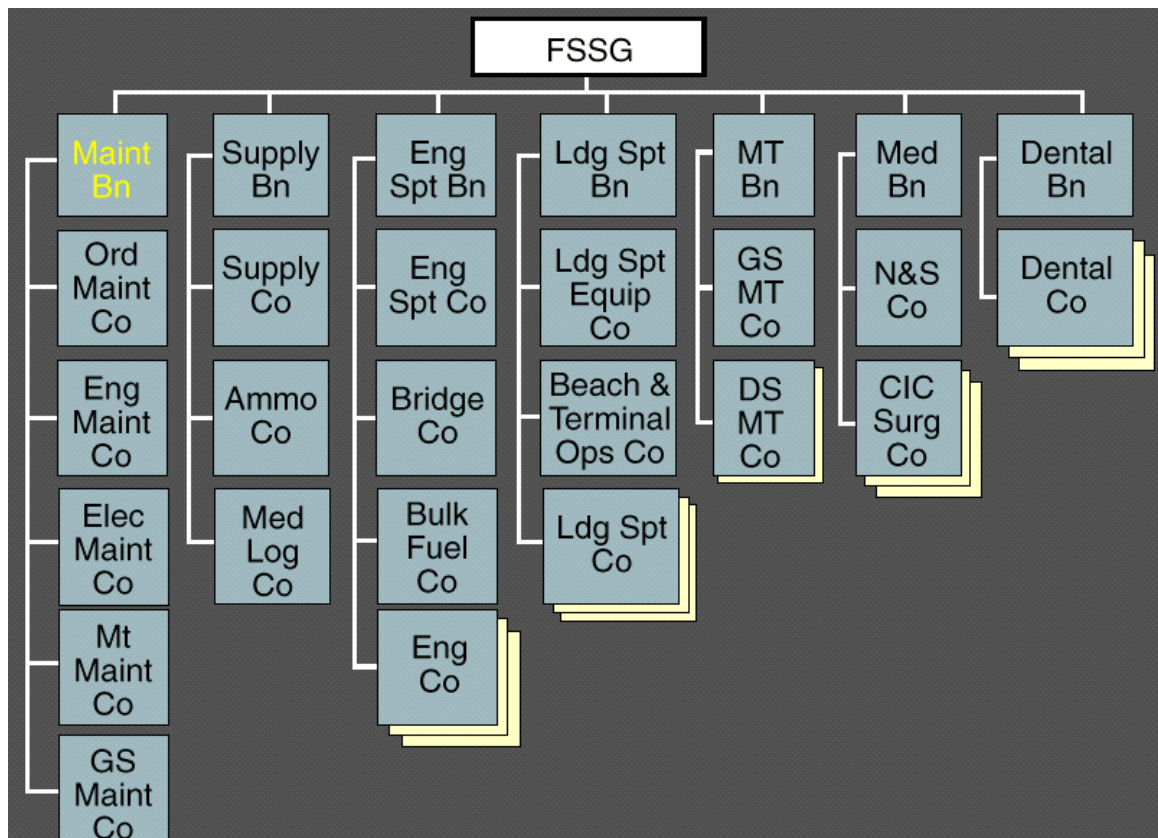 FSSG
Maint
Bn
Ord
Maint
Co
Eng
Maint
Co
Elec
Maint
Co
Mt
Maint
Co
GS
Maint
Co
Supply
Bn
Supply
Co
Ammo
Co
Med
Log
Co
Eng
Spt Bn
Eng
Spt Co
Bridge
Co
Bulk
Fuel
Co
Eng
Co
Ldg Spt
Bn
Ldg Spt
Equip
Co
Beach &
Terminal
Ops Co
Ldg Spt
Co
MT
Bn
GS
MT
Co
DS
MT
Co
Med
Bn
N&S
Co
CIC
Surg
Co
Dental
Bn
Dental
Co